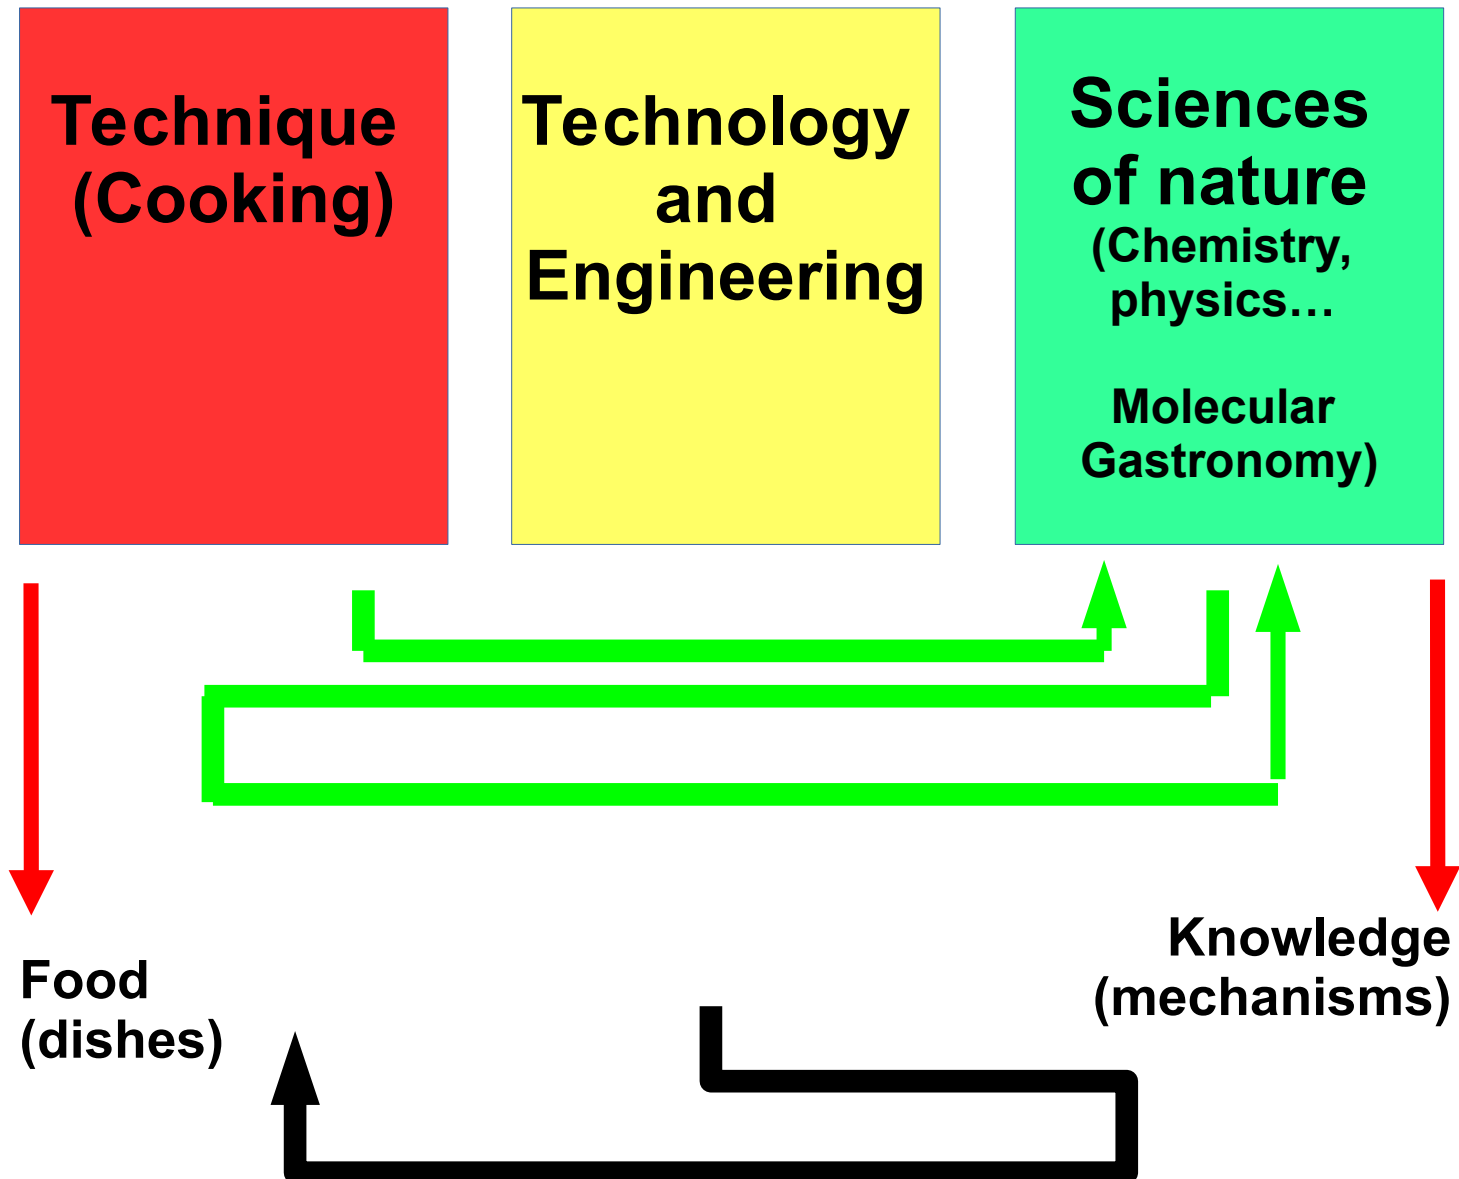 Technique
(Cooking)
Technology
and
Engineering
Sciences
of nature
(Chemistry,
physics…
Molecular
Gastronomy)
Food
(dishes)
Knowledge
(mechanisms)